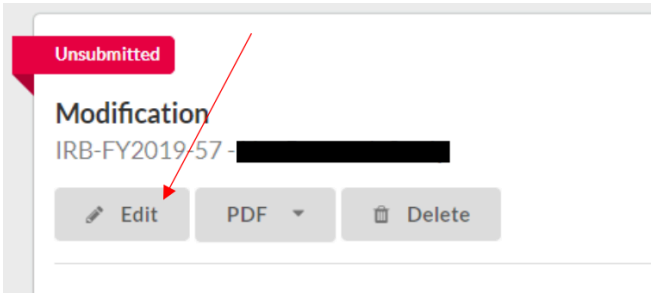 Unsubmitted
Modification
IRB-FY2019-57 -
Edit PDF Delete